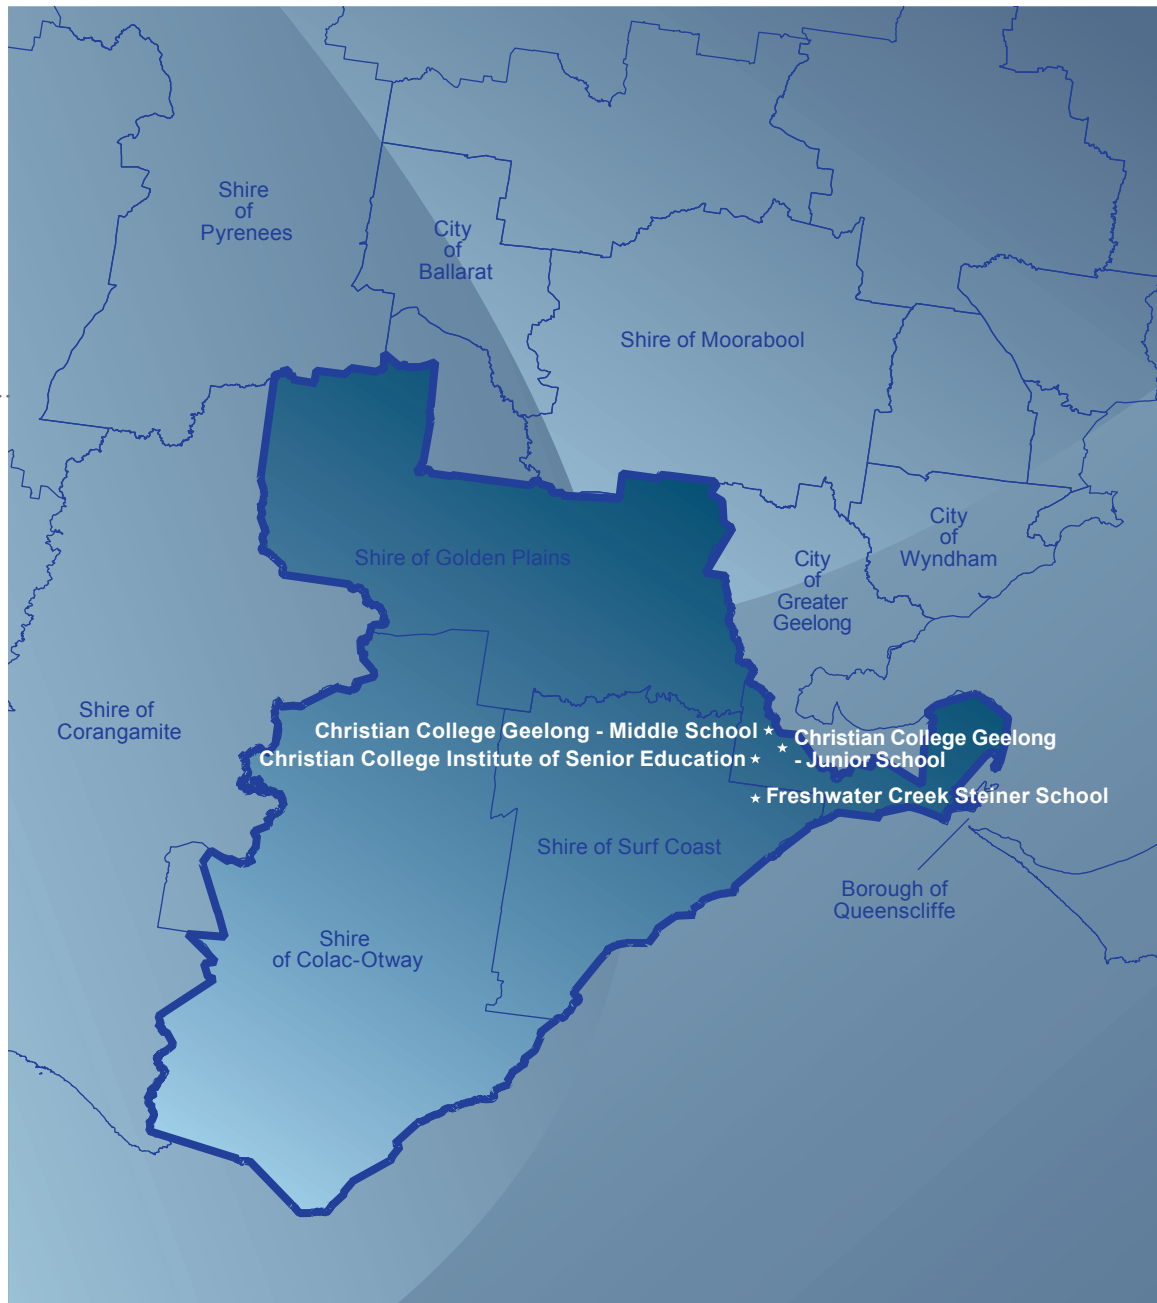 Shire
of
Pyrenees
City
of
Ballarat
Shire of Moorabool
City
of
Wyndham
Shire of Golden Plains
City
of
Greater
Geelong
Shire of
Corangamite
Christian College Geelong - Middle School
Christian College Geelong
- Junior School
Christian College Institute of Senior Education
Freshwater Creek Steiner School
Shire of Surf Coast
Borough of
Queenscliffe
Shire
of Colac-Otway